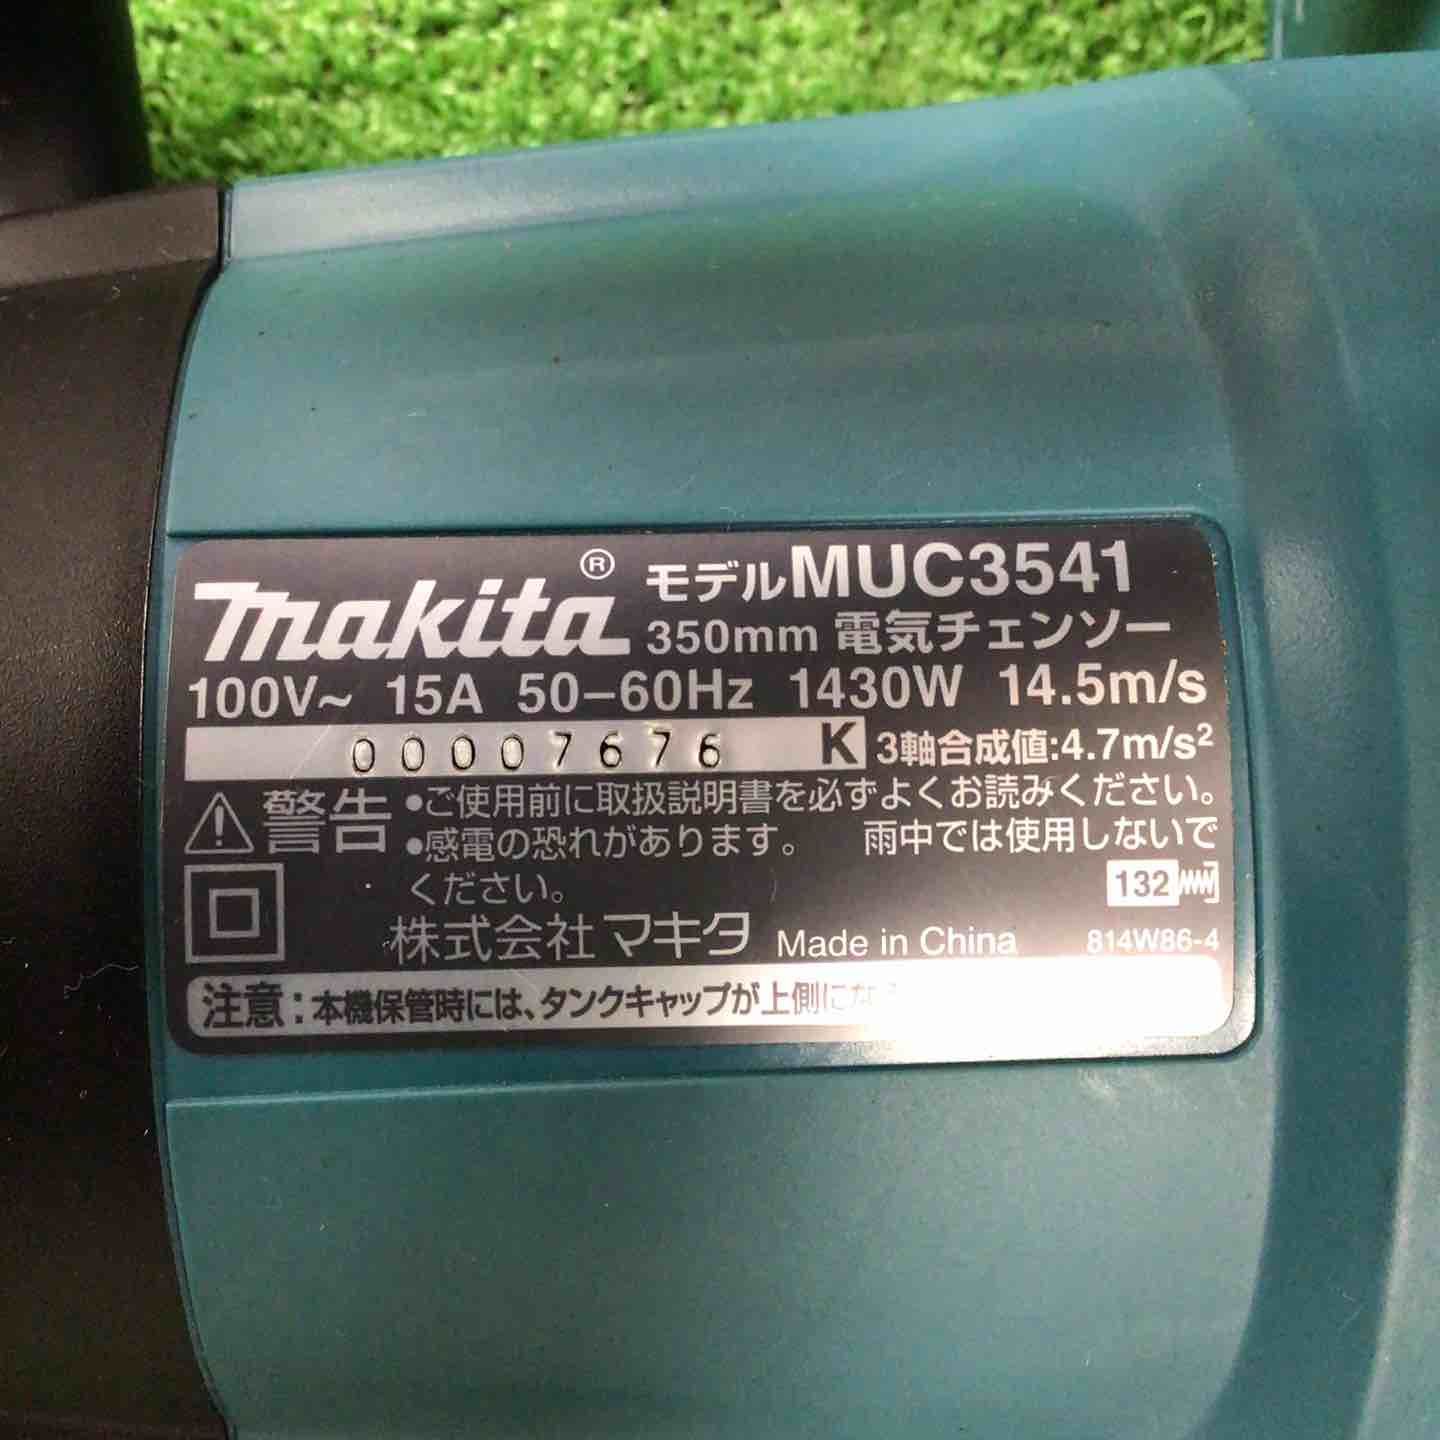 makita® モデルMUC3541
350mm 電気チェンソー
100V~ 15A 50-60Hz 1430W 14.5m/s
00007676 K 3軸合成値:4.7m/s²
警告 •ご使用前に取扱説明書を必ずよくお読みください。
•感電の恐れがあります。 雨中では使用しないで
ください。
132
株式会社マキタ Made in China 814W86-4
注意:本機保管時には、タンクキャップが上側に